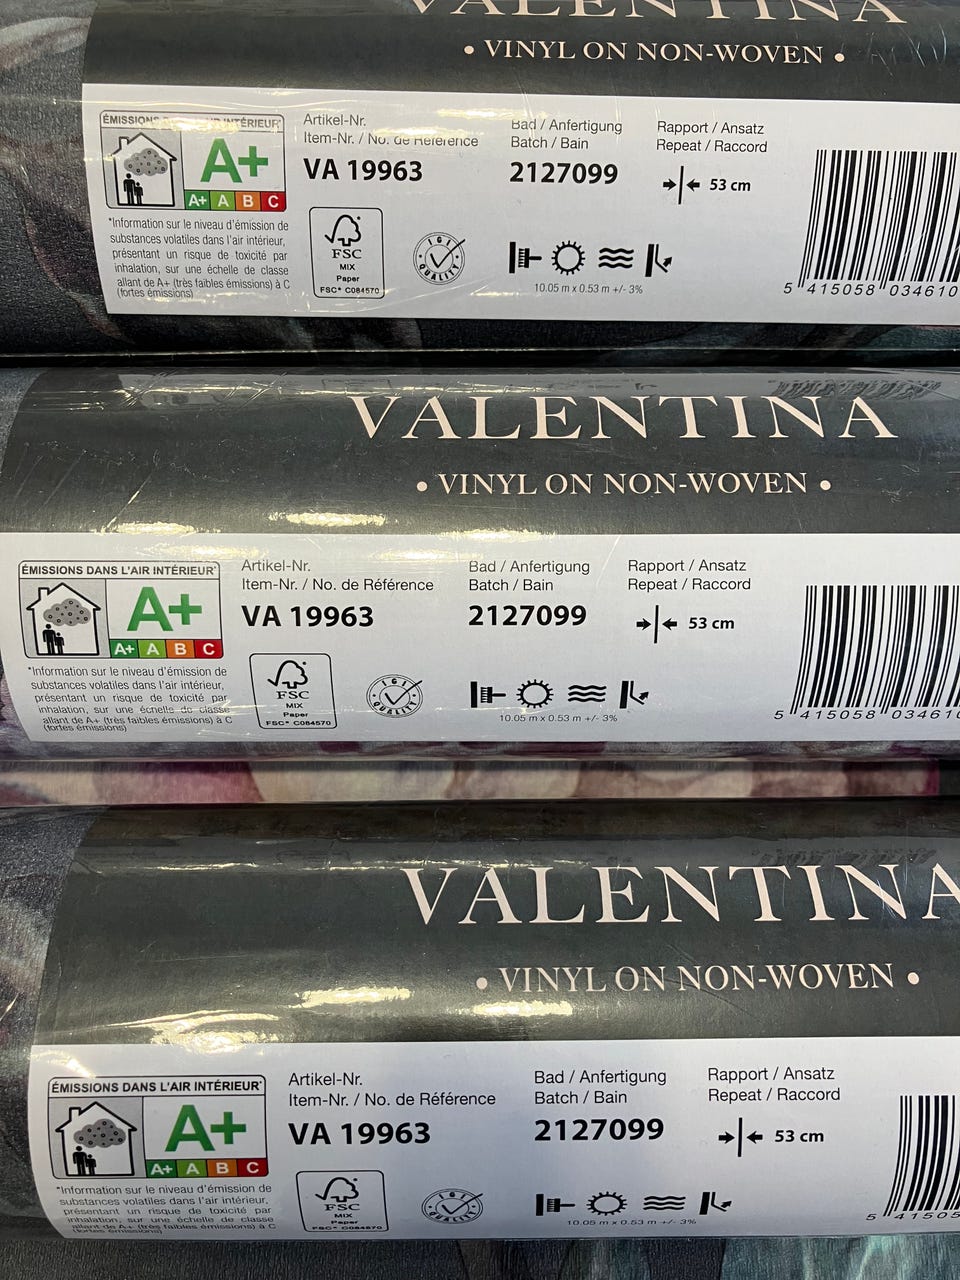 VALENTINA
• VINYL ON NON-WOVEN •
ÉMISSIONS DANS L'AIR INTÉRIEUR*
A+
A+ A B C
*Information sur le niveau d'émission de
substances volatiles dans l'air intérieur,
présentant un risque de toxicité par
inhalation, sur une échelle de classe
allant de A+ (très faibles émissions) à C
(fortes émissions)
Artikel-Nr.
Item-Nr. / No. de Référence
VA 19963
FSC
MIX
Paper
FSC® C084570
IGI
QUALITY
Bad / Anfertigung
Batch / Bain
2127099
10.05 m x 0.53 m +/- 3%
Rapport / Ansatz
Repeat / Raccord
53 cm
5 415058 034610
VALENTINA
• VINYL ON NON-WOVEN •
ÉMISSIONS DANS L'AIR INTÉRIEUR*
A+
A+ A B C
*Information sur le niveau d'émission de
substances volatiles dans l'air intérieur,
présentant un risque de toxicité par
inhalation, sur une échelle de classe
allant de A+ (très faibles émissions) à C
(fortes émissions)
Artikel-Nr.
Item-Nr. / No. de Référence
VA 19963
FSC
MIX
Paper
FSC® C084570
IGI
QUALITY
Bad / Anfertigung
Batch / Bain
2127099
10.05 m x 0.53 m +/- 3%
Rapport / Ansatz
Repeat / Raccord
53 cm
5 415058 034610
VALENTINA
• VINYL ON NON-WOVEN •
ÉMISSIONS DANS L'AIR INTÉRIEUR*
A+
A+ A B C
*Information sur le niveau d'émission de
substances volatiles dans l'air intérieur,
présentant un risque de toxicité par
inhalation, sur une échelle de classe
allant de A+ (très faibles émissions) à C
(fortes émissions)
Artikel-Nr.
Item-Nr. / No. de Référence
VA 19963
FSC
MIX
Paper
FSC® C084570
IGI
QUALITY
Bad / Anfertigung
Batch / Bain
2127099
10.05 m x 0.53 m +/- 3%
Rapport / Ansatz
Repeat / Raccord
53 cm
5 41505